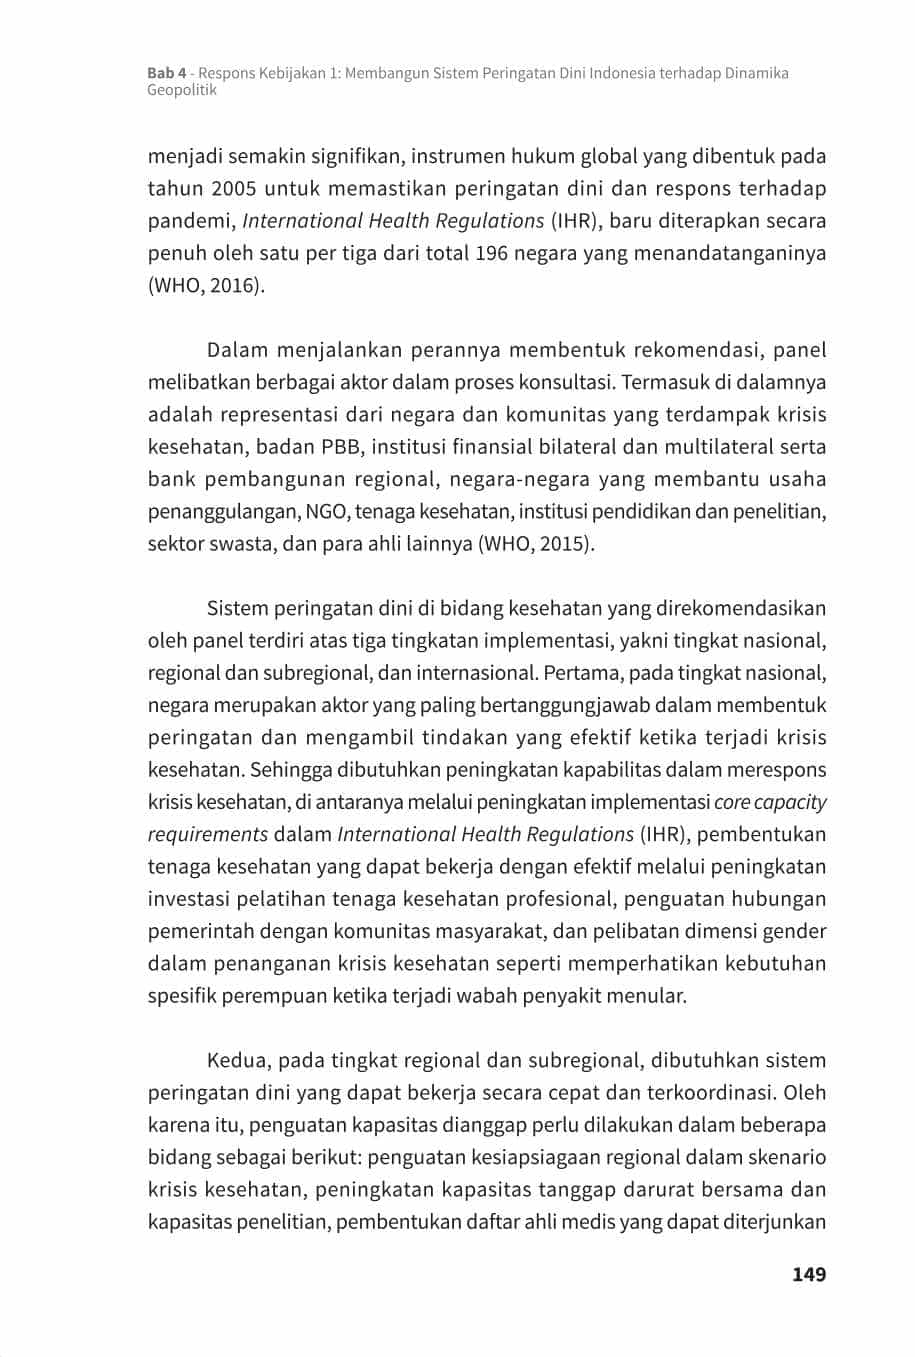 Bab 4 - Respons Kebijakan 1: Membangun Sistem Peringatan Dini Indonesia terhadap Dinamika
Geopolitik
menjadi semakin signifikan, instrumen hukum global yang dibentuk pada
tahun 2005 untuk memastikan peringatan dini dan respons terhadap
pandemi, International Health Regulations (IHR), baru diterapkan secara
penuh oleh satu per tiga dari total 196 negara yang menandatanganinya
(WHO, 2016).
Dalam menjalankan perannya membentuk rekomendasi, panel
melibatkan berbagai aktor dalam proses konsultasi. Termasuk di dalamnya
adalah representasi dari negara dan komunitas yang terdampak krisis
kesehatan, badan PBB, institusi finansial bilateral dan multilateral serta
bank pembangunan regional, negara-negara yang membantu usaha
penanggulangan, NGO, tenaga kesehatan, institusi pendidikan dan penelitian,
sektor swasta, dan para ahli lainnya (WHO, 2015).
Sistem peringatan dini di bidang kesehatan yang direkomendasikan
oleh panel terdiri atas tiga tingkatan implementasi, yakni tingkat nasional,
regional dan subregional, dan internasional. Pertama, pada tingkat nasional,
negara merupakan aktor yang paling bertanggungjawab dalam membentuk
peringatan dan mengambil tindakan yang efektif ketika terjadi krisis
kesehatan. Sehingga dibutuhkan peningkatan kapabilitas dalam merespons
krisis kesehatan, di antaranya melalui peningkatan implementasi core capacity
requirements dalam International Health Regulations (IHR), pembentukan
tenaga kesehatan yang dapat bekerja dengan efektif melalui peningkatan
investasi pelatihan tenaga kesehatan profesional, penguatan hubungan
pemerintah dengan komunitas masyarakat, dan pelibatan dimensi gender
dalam penanganan krisis kesehatan seperti memperhatikan kebutuhan
spesifik perempuan ketika terjadi wabah penyakit menular.
Kedua, pada tingkat regional dan subregional, dibutuhkan sistem
peringatan dini yang dapat bekerja secara cepat dan terkoordinasi. Oleh
karena itu, penguatan kapasitas dianggap perlu dilakukan dalam beberapa
bidang sebagai berikut: penguatan kesiapsiagaan regional dalam skenario
krisis kesehatan, peningkatan kapasitas tanggap darurat bersama dan
kapasitas penelitian, pembentukan daftar ahli medis yang dapat diterjunkan
149